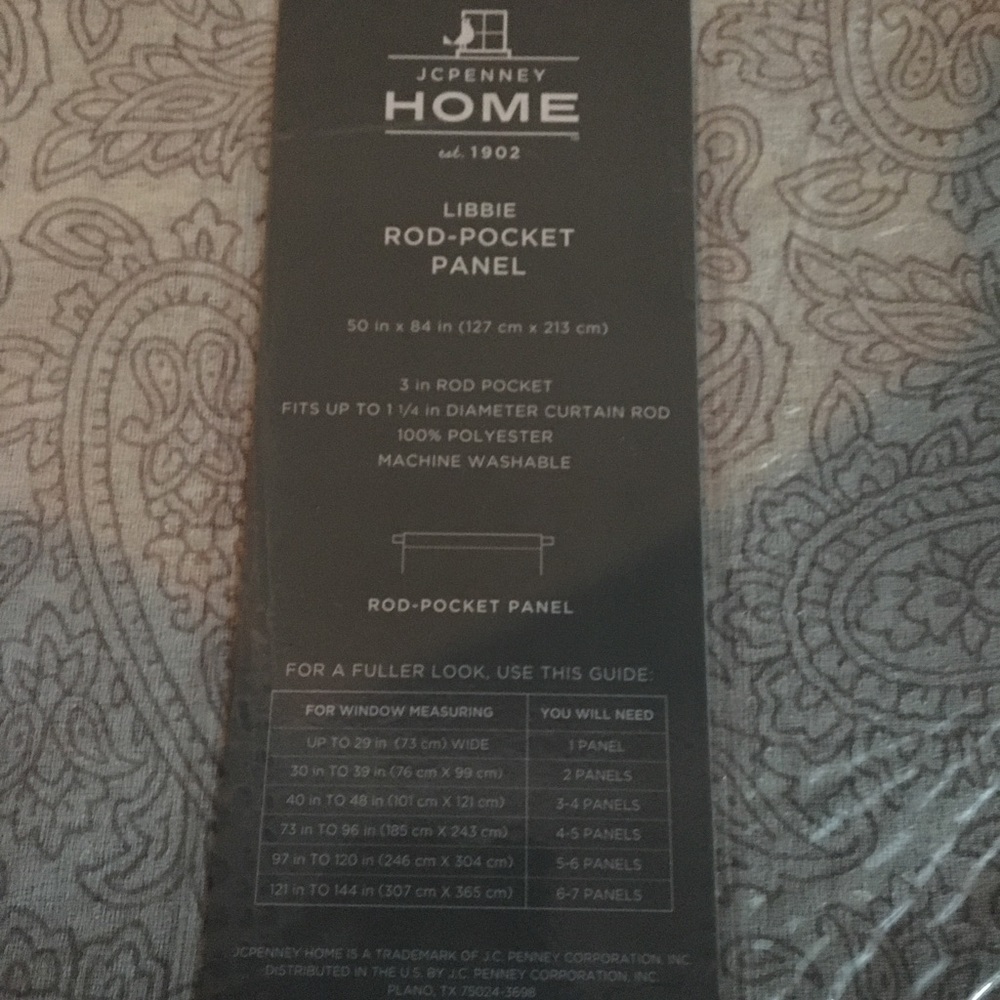 JCPENNEY
HOME
est. 1902
LIBBIE
ROD-POCKET
PANEL
50 in x 84 in (127 cm x 213 cm)
3 in ROD POCKET
FITS UP TO 1 1/4 in DIAMETER CURTAIN ROD
100% POLYESTER
MACHINE WASHABLE
ROD-POCKET PANEL
FOR A FULLER LOOK, USE THIS GUIDE:
FOR WINDOW MEASURING YOU WILL NEED
UP TO 29 in (73 cm) WIDE 1 PANEL
30 in TO 39 in (76 cm X 99 cm) 2 PANELS
40 in TO 48 in (101 cm X 121 cm) 3-4 PANELS
73 in TO 96 in (185 cm X 243 cm) 4-5 PANELS
97 in TO 120 in (246 cm X 304 cm) 5-6 PANELS
121 in TO 144 in (307 cm X 365 cm) 6-7 PANELS
JCPENNEY HOME IS A TRADEMARK OF J.C. PENNEY CORPORATION, INC.
DISTRIBUTED IN THE U.S. BY J.C. PENNEY CORPORATION, INC.
PLANO, TX 75024-3698